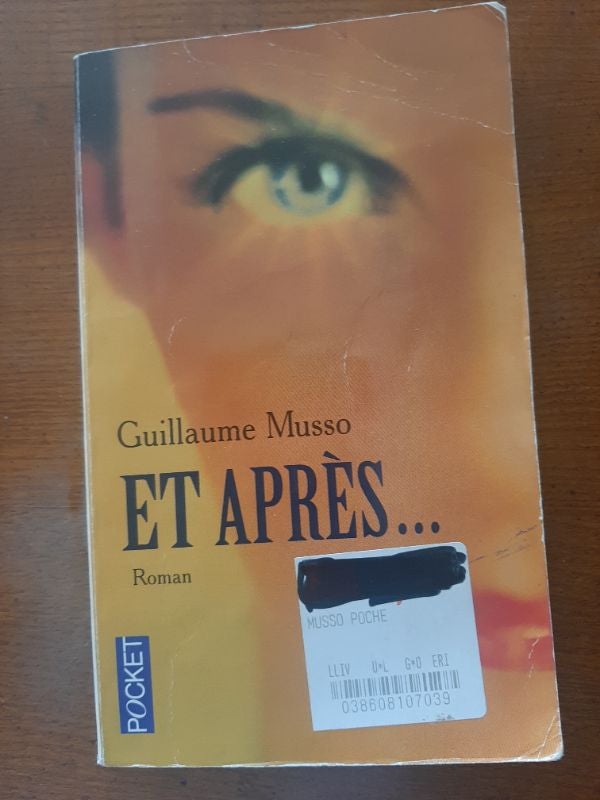 Guillaume Musso
ET APRÈS...
Roman
MUSSO POCHE
LLIV U*L G*O ERI
038608107039
POCKET